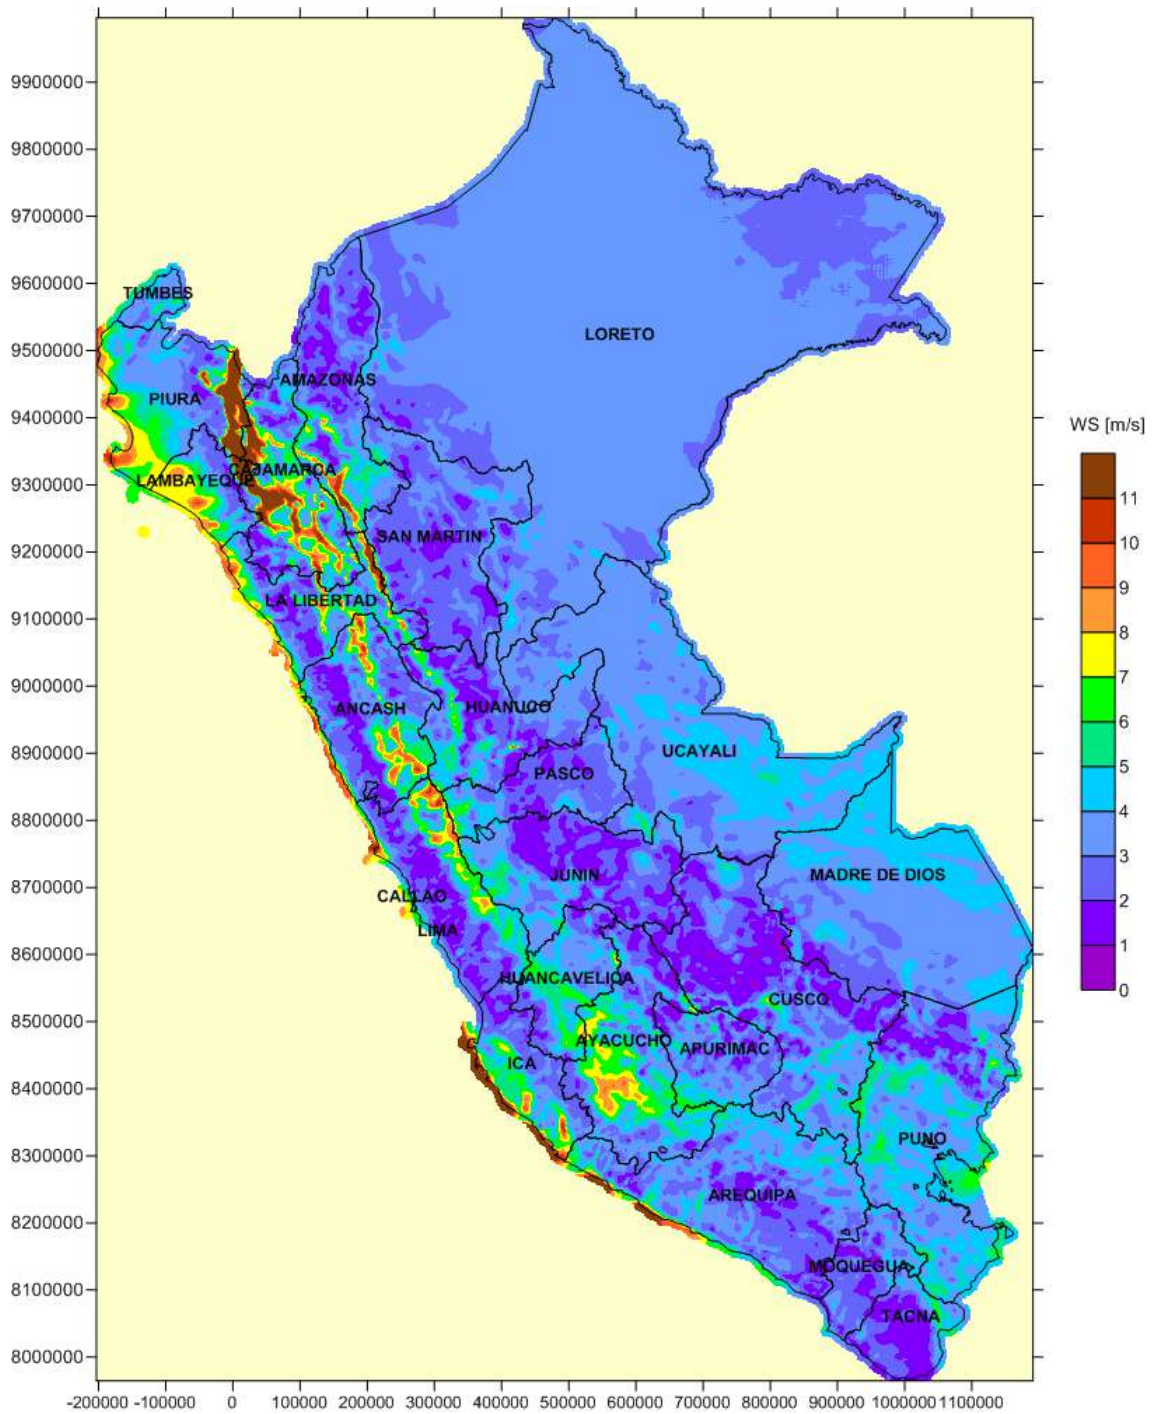 9900000
9800000
9700000
9600000
9500000
9400000
9300000
9200000
9100000
9000000
8900000
8800000
8700000
8600000
8500000
8400000
8300000
8200000
8100000
8000000
TUMBES
LORETO
AMAZONAS
PIURA
CAJAMARCA
LAMBAYEQUE
SAN MARTIN
LA LIBERTAD
ANCASH
HUANUCO
UCAYALI
PASCO
JUNIN
MADRE DE DIOS
CALLAO
LIMA
HUANCAVELICA
CUSCO
AYACUCHO
APURIMAC
ICA
PUNO
AREQUIPA
MOQUEGUA
TACNA
WS [m/s]
11
10
9
8
7
6
5
4
3
2
1
0
-200000 -100000 0 100000 200000 300000 400000 500000 600000 700000 800000 900000 1000000 1100000